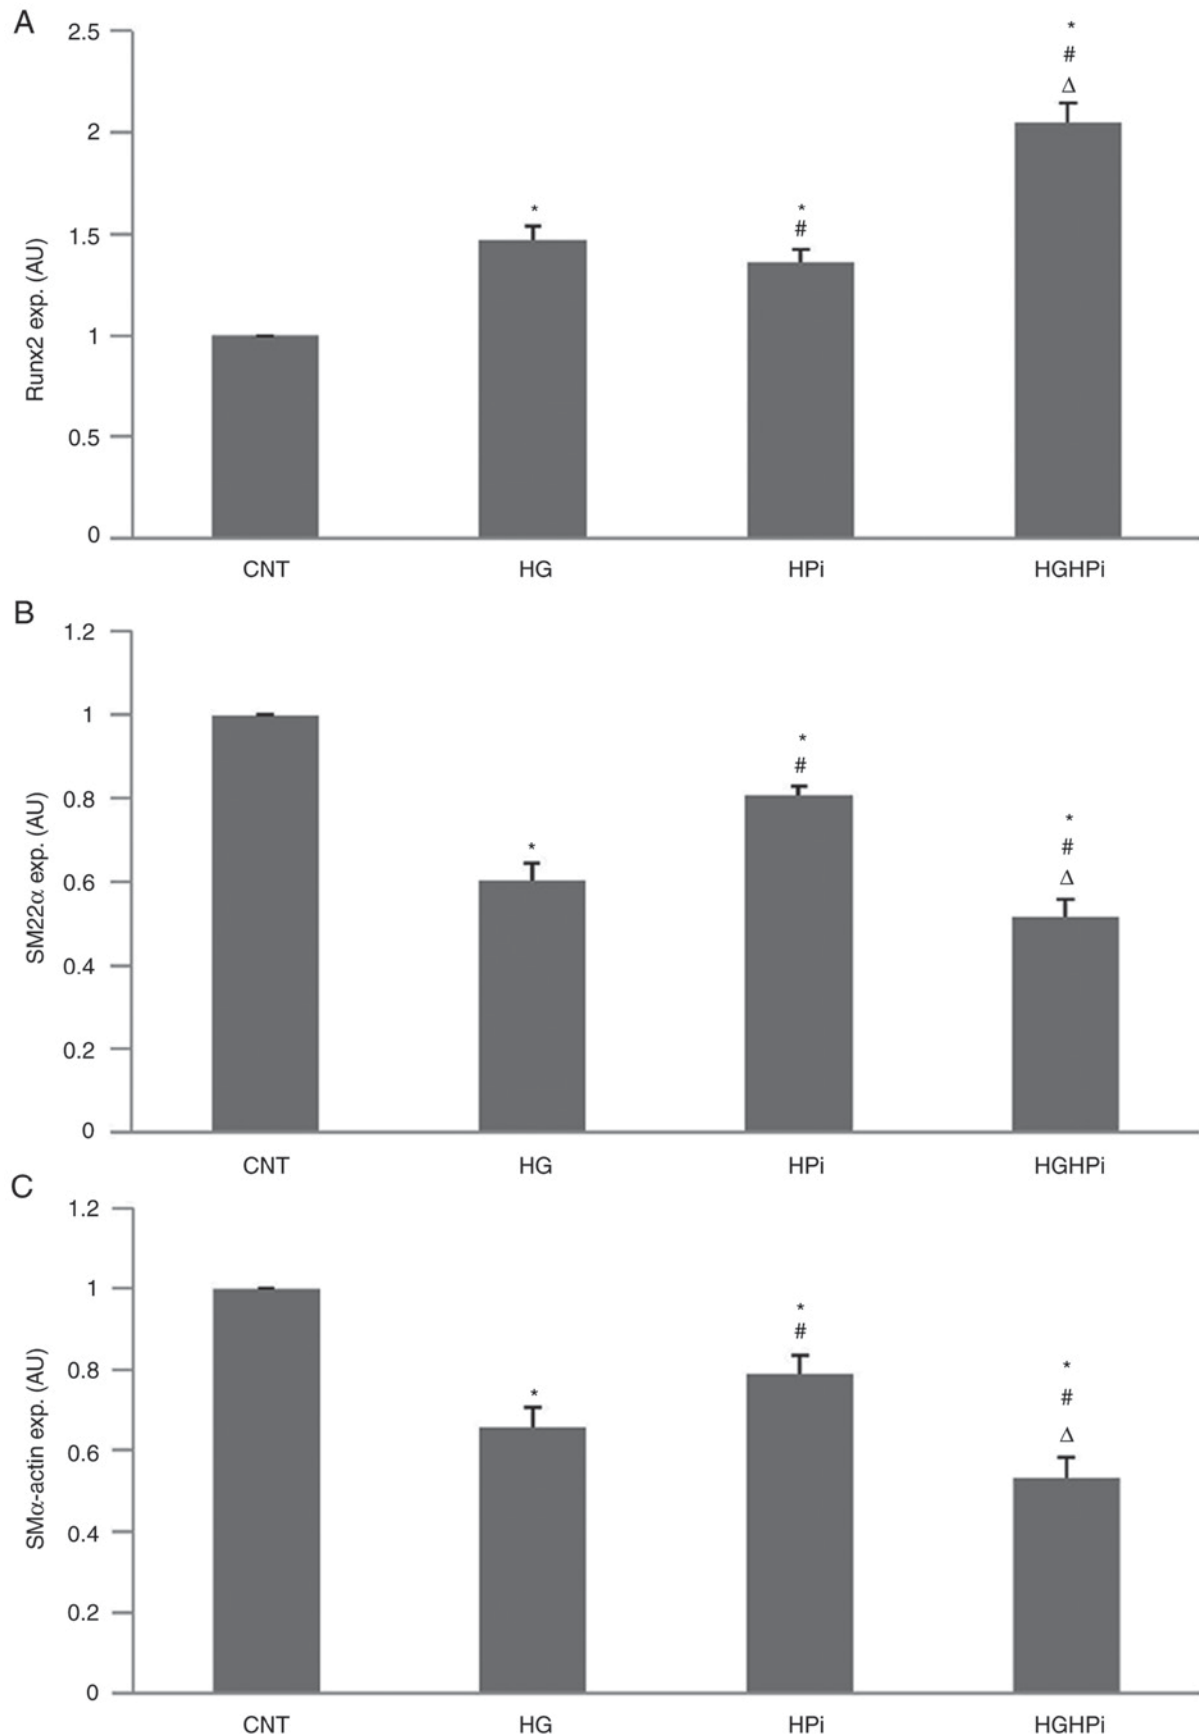 A
Runx2 exp. (AU)
2.5
2
1.5
1
0.5
0
*
*
#
*
#
Δ
CNT HG HPi HGHPi
B
SM22α exp. (AU)
1.2
1
0.8
0.6
0.4
0.2
0
*
*
#
*
#
Δ
CNT HG HPi HGHPi
C
SMα-actin exp. (AU)
1.2
1
0.8
0.6
0.4
0.2
0
*
*
#
*
#
Δ
CNT HG HPi HGHPi